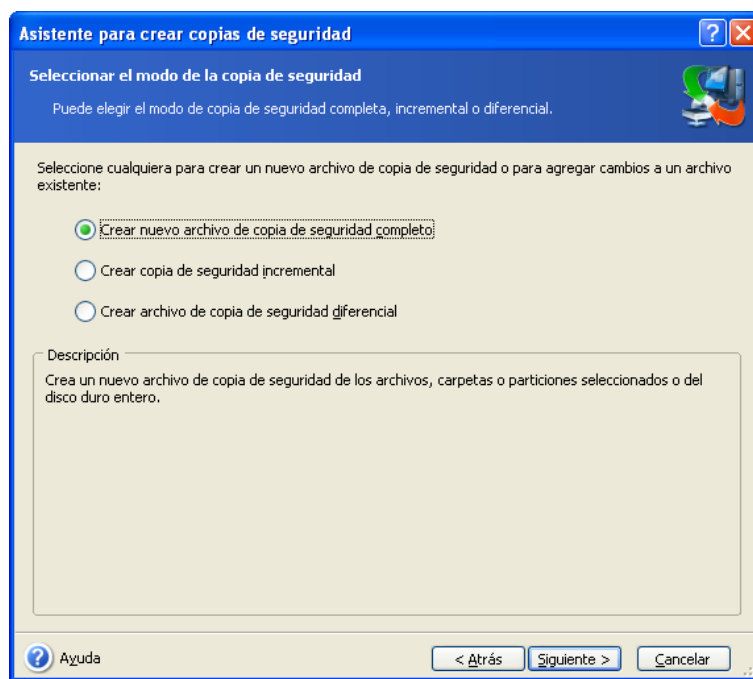 Asistente para crear copias de seguridad
Seleccionar el modo de la copia de seguridad
Puede elegir el modo de copia de seguridad completa, incremental o diferencial.
Seleccione cualquiera para crear un nuevo archivo de copia de seguridad o para agregar cambios a un archivo
existente:
Crear nuevo archivo de copia de seguridad completo
Crear copia de seguridad incremental
Crear archivo de copia de seguridad diferencial
Descripción
Crea un nuevo archivo de copia de seguridad de los archivos, carpetas o particiones seleccionados o del
disco duro entero.
Ayuda
< Atrás
Siguiente >
Cancelar